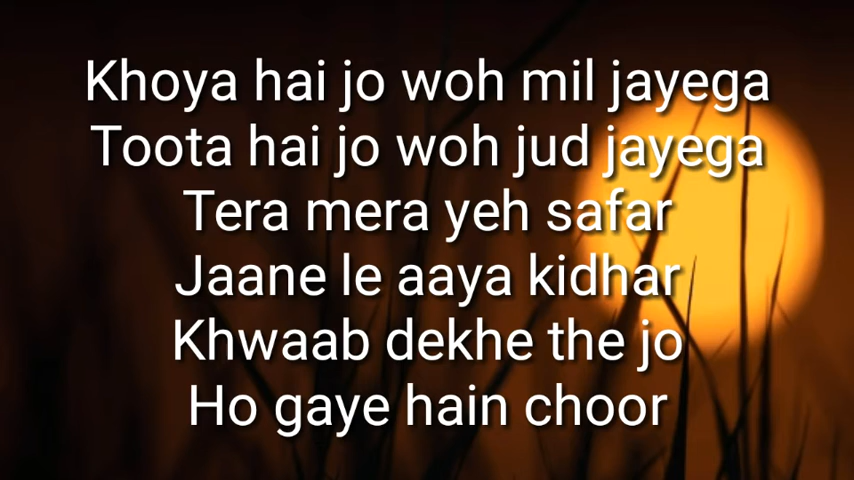 Khoya hai jo woh mil jayega
Toota hai jo woh jud jayega
Tera mera yeh safar
Jaane le aaya kidhar
Khwaab dekhe the jo
Ho gaye hain choor